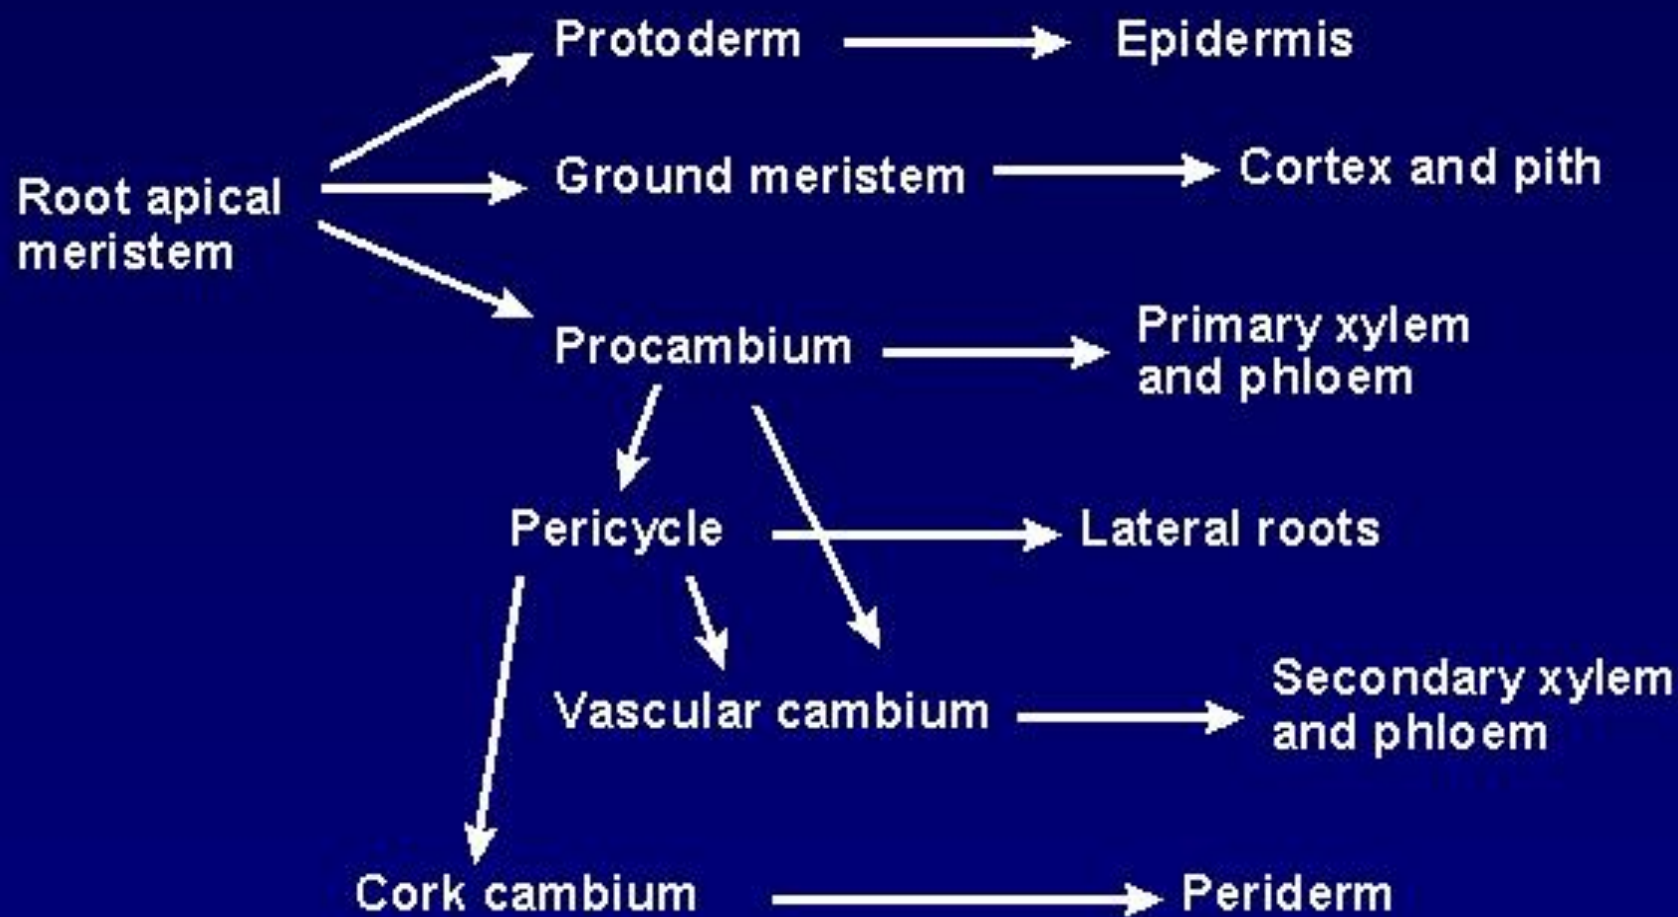 Protoderm
Epidermis
Root apical
meristem
Ground meristem
Cortex and pith
Procambium
Primary xylem
and phloem
Pericycle
Lateral roots
Vascular cambium
Secondary xylem
and phloem
Cork cambium
Periderm